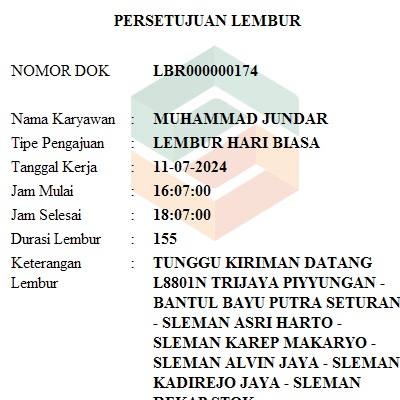 PERSETUJUAN LEMBUR
NOMOR DOK LBR000000174
Nama Karyawan : MUHAMMAD JUNDAR
Tipe Pengajuan : LEMBUR HARI BIASA
Tanggal Kerja : 11-07-2024
Jam Mulai : 16:07:00
Jam Selesai : 18:07:00
Durasi Lembur : 155
Keterangan : TUNGGU KIRIMAN DATANG
Lembur L8801N TRIJAYA PIYYUNGAN -
BANTUL BAYU PUTRA SETURAN
- SLEMAN ASRI HARTO -
SLEMAN KAREP MAKARYO -
SLEMAN ALVIN JAYA - SLEMAN
KADIREJO JAYA - SLEMAN
REKAP STOK